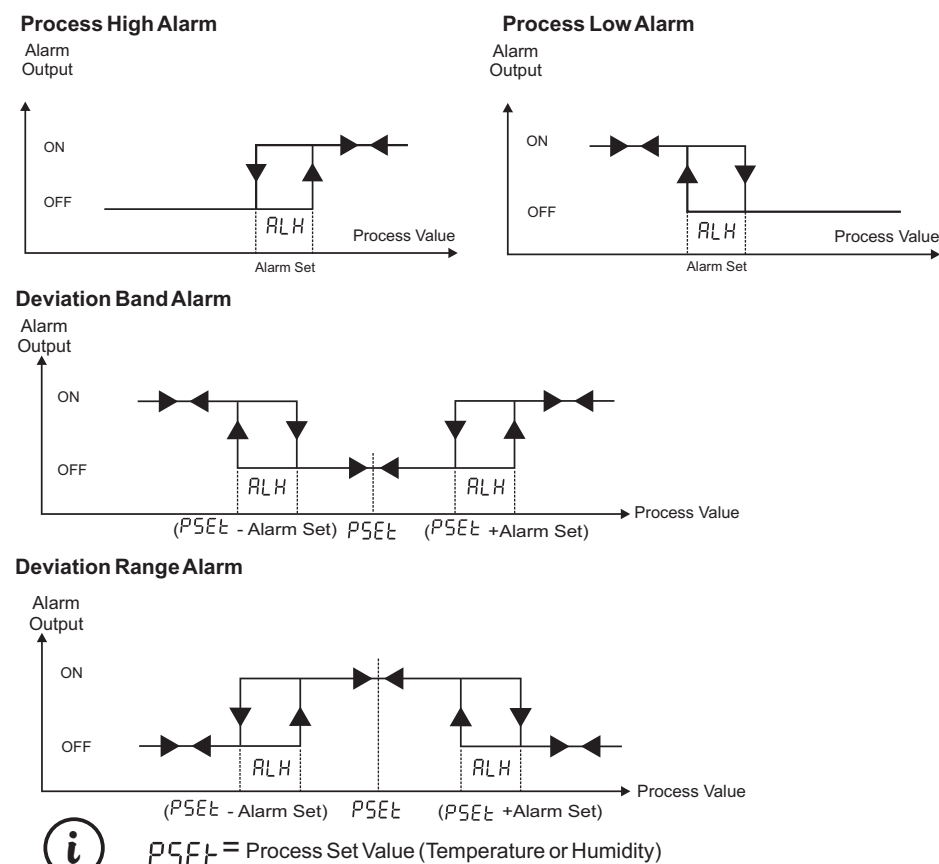 Process High Alarm
Process Low Alarm
Alarm
Output
ON
OFF
ALH
Process Value
Alarm Set
Alarm
Output
ON
OFF
ALH
Process Value
Alarm Set
Deviation Band Alarm
Alarm
Output
ON
OFF
ALH
ALH
Process Value
(PSEt - Alarm Set) PSEt (PSEt +Alarm Set)
Deviation Range Alarm
Alarm
Output
ON
OFF
ALH
ALH
Process Value
(PSEt - Alarm Set) PSEt (PSEt +Alarm Set)
i PSEt = Process Set Value (Temperature or Humidity)